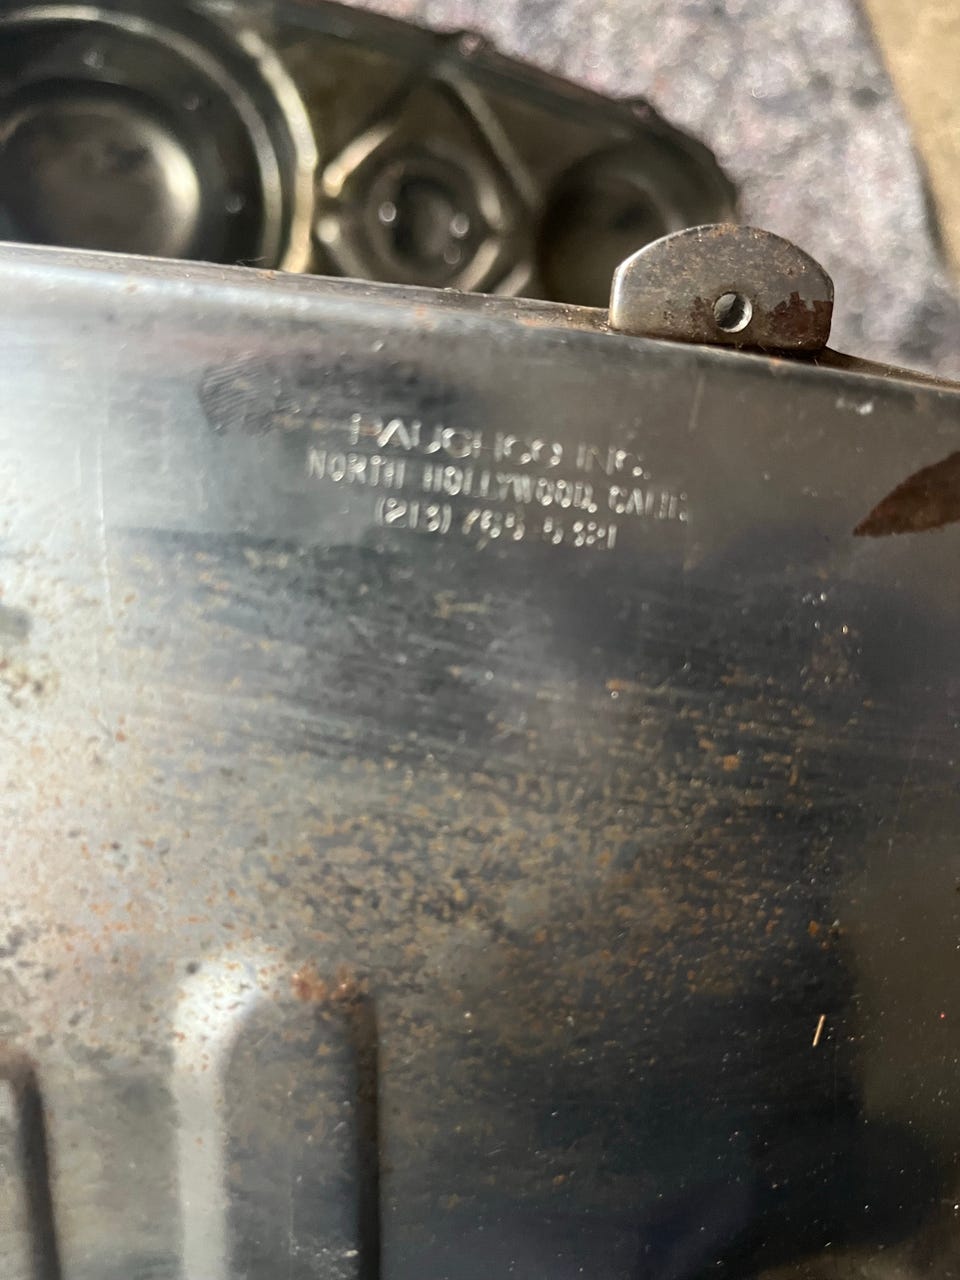 PAUGHCO INC.
NORTH HOLLYWOOD, CALIF.
(213)